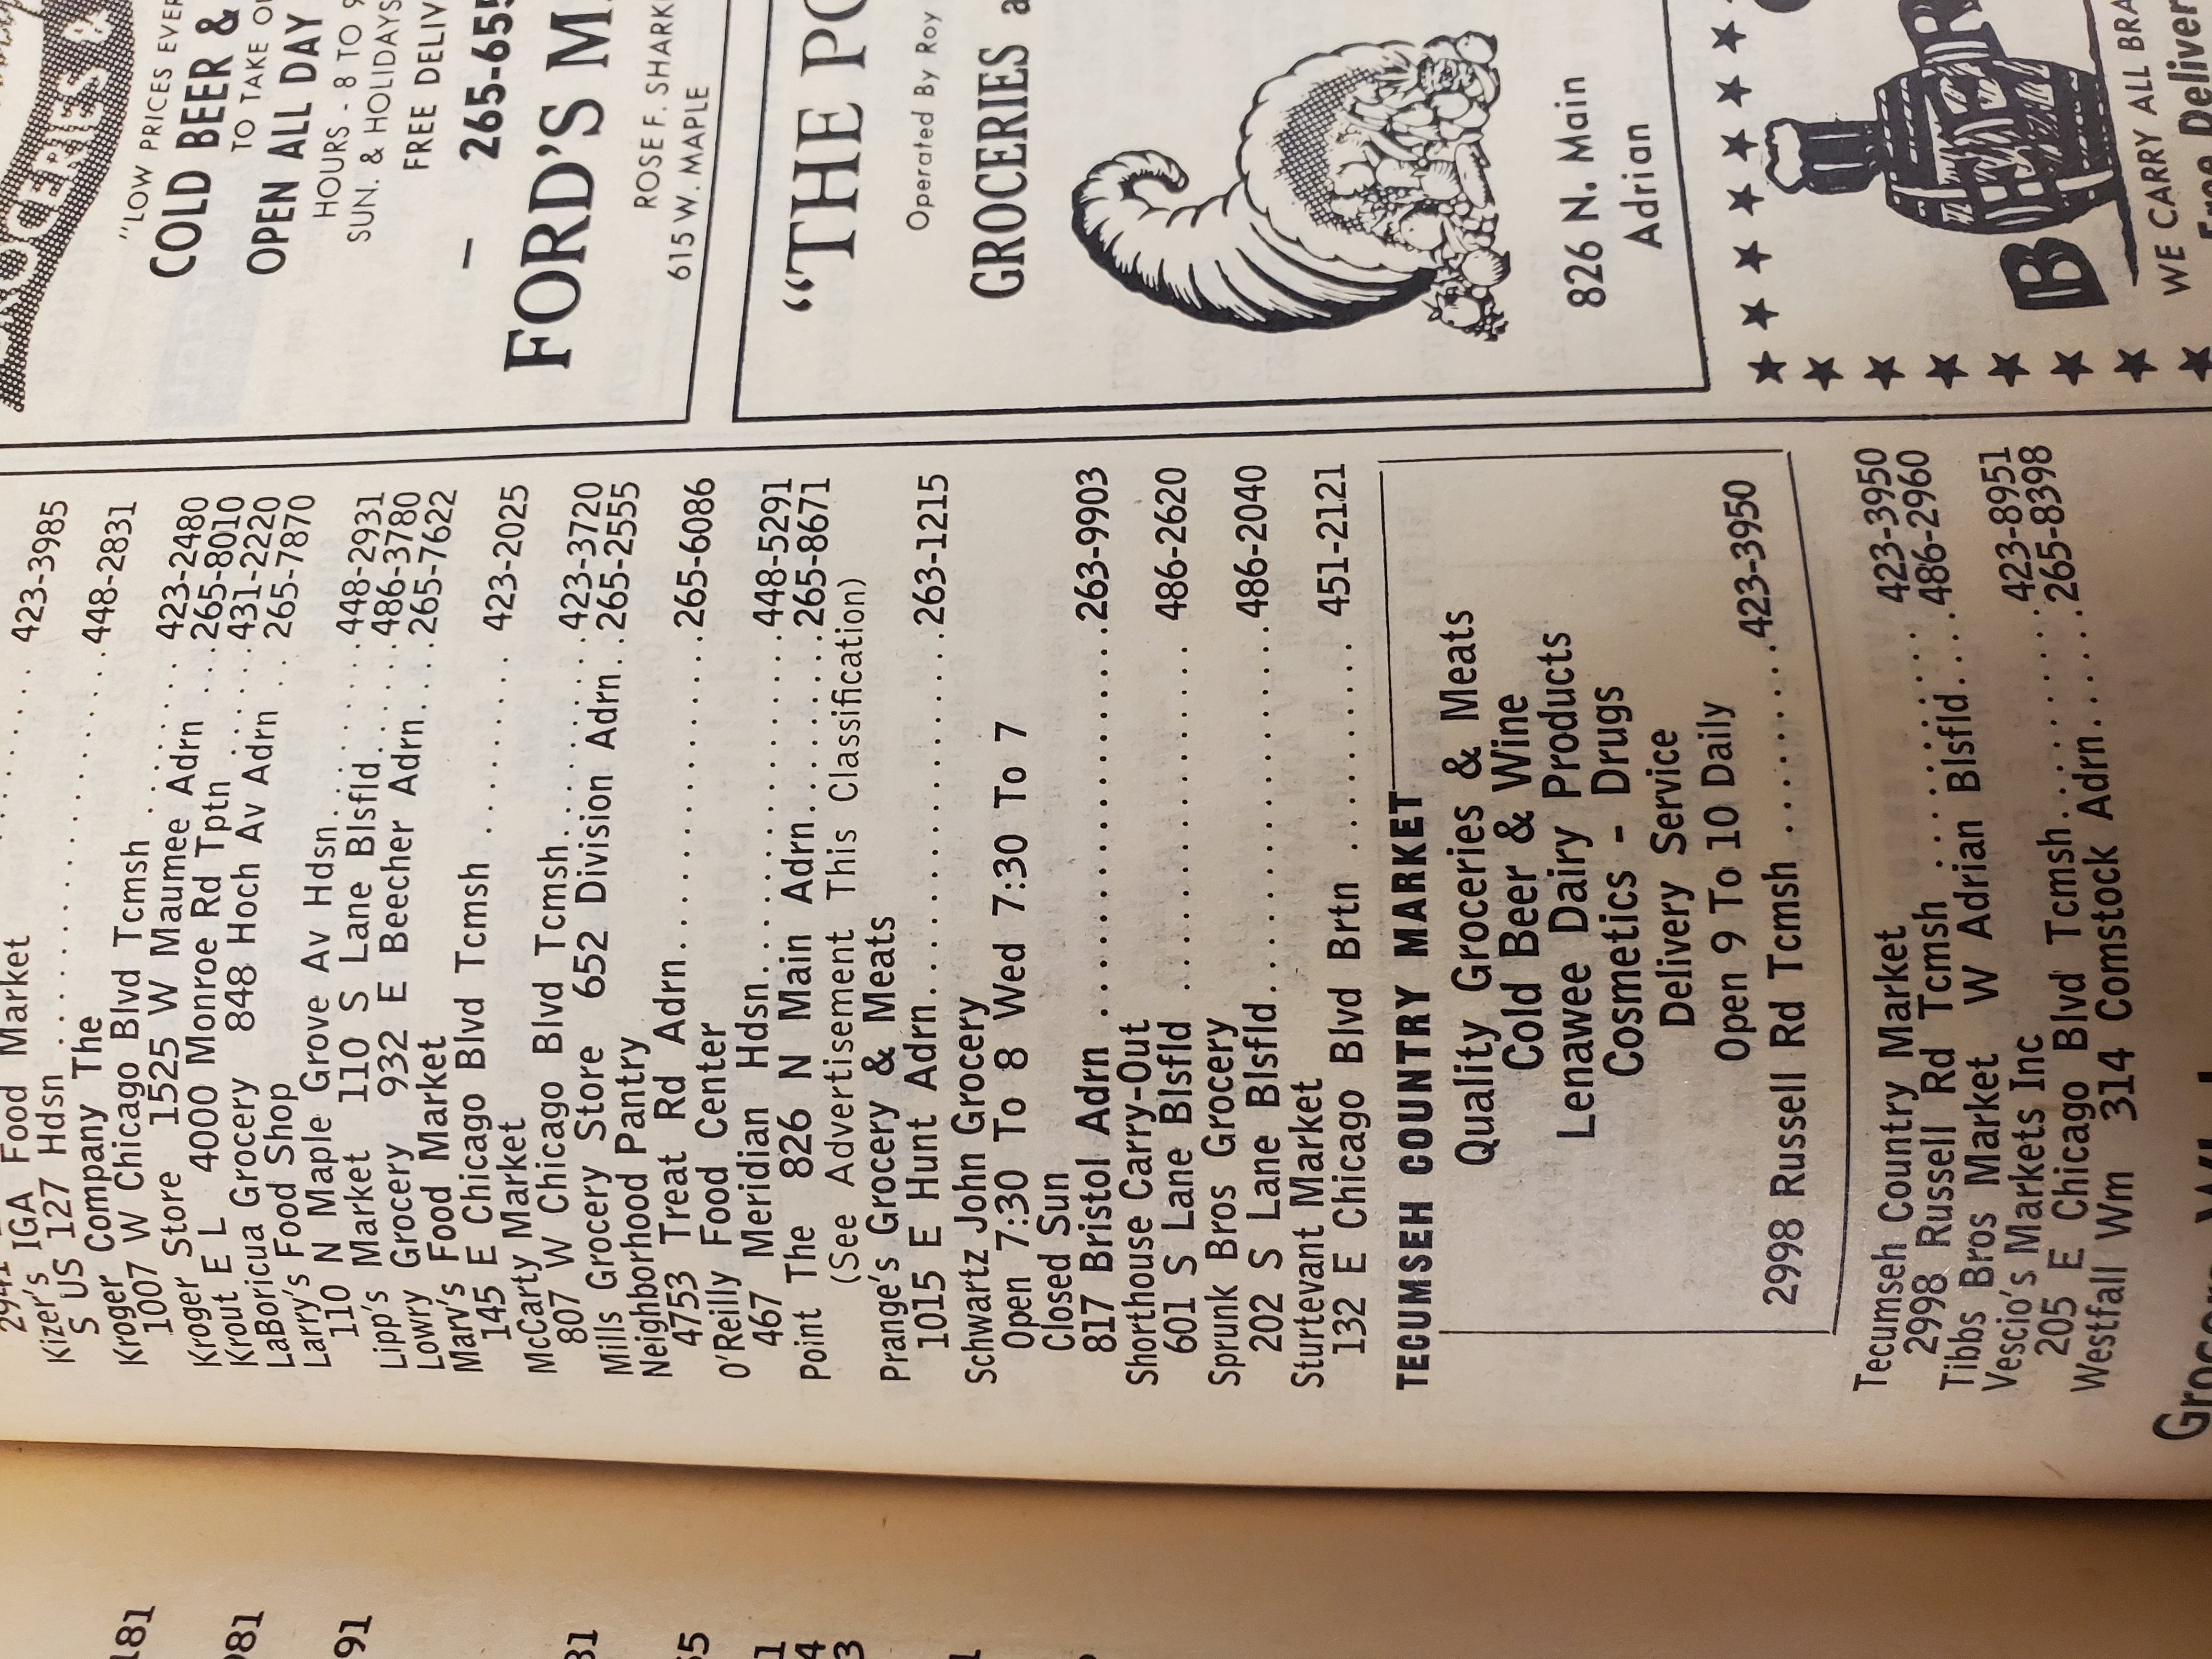 2941
IGA Food Market
423-3985
Kizer's
S US 127 Hdsn ........ 448-2831
Kroger Company The
1007 W Chicago Blvd Tcmsh ..... 423-2480
Kroger Store 1525 W Maumee Adrn ...265-8010
Krout E L 4000 Monroe Rd Tptn ....431-2220
LaBoricua Grocery 848 Hoch Av Adrn .. 265-7870
Larry's Food Shop
110 N Maple Grove Av Hdsn........448-2931
Lipp's Market 110 S Lane Blsfld.....486-3780
Lowry Grocery 932 E Beecher Adrn....265-7622
Marv's Food Market
145 E Chicago Blvd Tcmsh ....... 423-2025
McCarty Market
807 W Chicago Blvd Tcmsh........423-3720
Mills Grocery Store 652 Division Adrn..265-2555
Neighborhood Pantry
4753 Treat Rd Adrn............265-6086
O'Reilly Food Center
467 Meridian Hdsn............448-5291
Point The 826 N Main Adrn.......265-8671
(See Advertisement This Classification)
Prange's Grocery & Meats
1015 E Hunt Adrn.............263-1215
Schwartz John Grocery
Open 7:30 To 8 Wed 7:30 To 7
Closed Sun
817 Bristol Adrn ..............263-9903
Shorthouse Carry-Out
601 S Lane Blsfld ............ 486-2620
Sprunk Bros Grocery
202 S Lane Blsfld.............486-2040
Sturtevant Market
132 E Chicago Blvd Brtn ........ 451-2121
TECUMSEH COUNTRY MARKET
Quality Groceries & Meats
Cold Beer & Wine
Lenawee Dairy Products
Cosmetics - Drugs
Delivery Service
Open 9 To 10 Daily
2998 Russell Rd Tcmsh .........423-3950
Tecumseh Country Market
2998 Russell Rd Tcmsh ......... 423-3950
Tibbs Bros Market W Adrian Blsfld....486-2960
Vescio's Markets Inc
205 E Chicago Blvd Tcmsh........423-8951
Westfall Wm 314 Comstock Adrn.....265-8398
"LOW PRICES EVER
COLD BEER &
TO TAKE
OPEN ALL DAY
HOURS - 8 TO 9
SUN. & HOLIDAYS
FREE DELIV
— 265-655
FORD'S M
ROSE F. SHARK
615 W. MAPLE
"THE PO
Operated By Roy
GROCERIES a
826 N. Main
Adrian
WE CARRY ALL BRA
Free Deliver
181
981
91
31